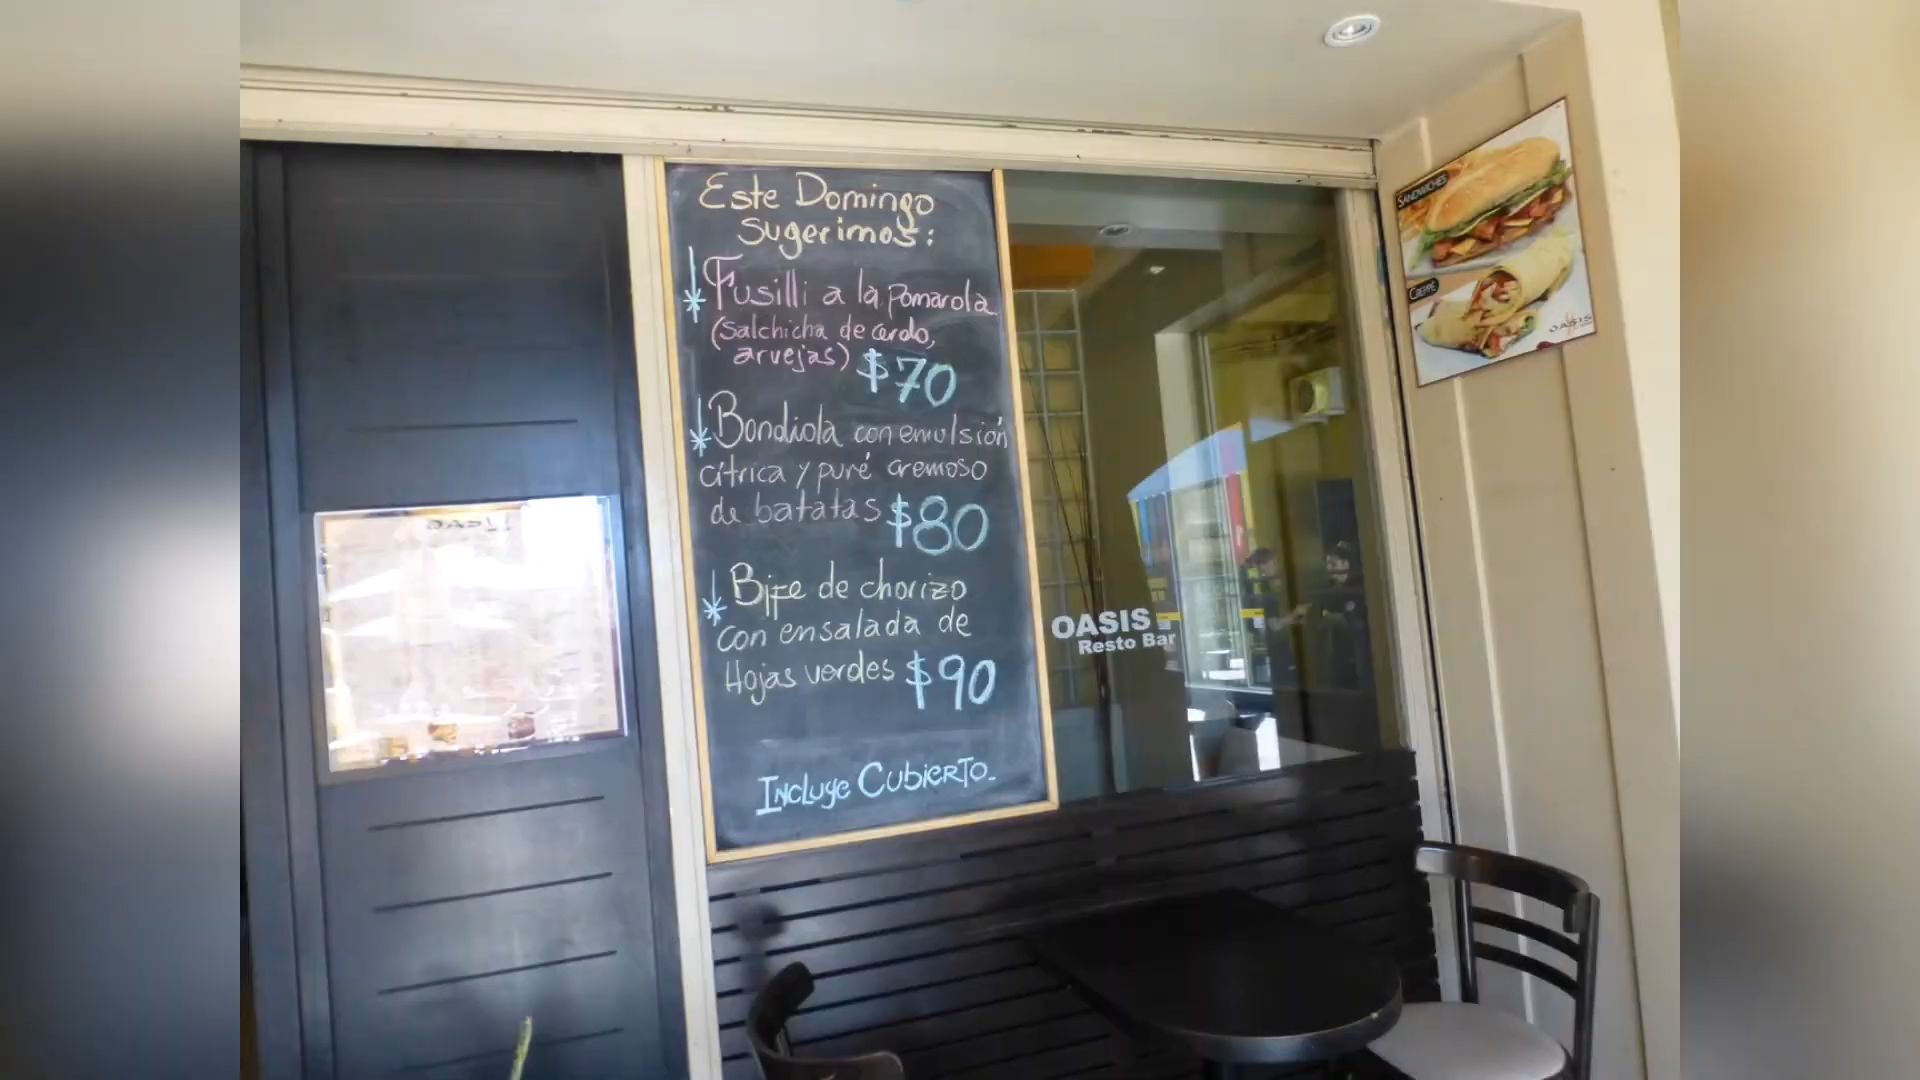 Este Domingo
Sugerimos:
Fusilli a la pomarola
(Salchicha de cerdo,
arvejas) $70
Bondiola con emulsión
cítrica y puré cremoso
de batatas $80
Bife de chorizo
con ensalada de
Hojas verdes $90
Incluye Cubierto-
OASIS
Resto Bar
SANDWICHES
CREPPE
OASIS